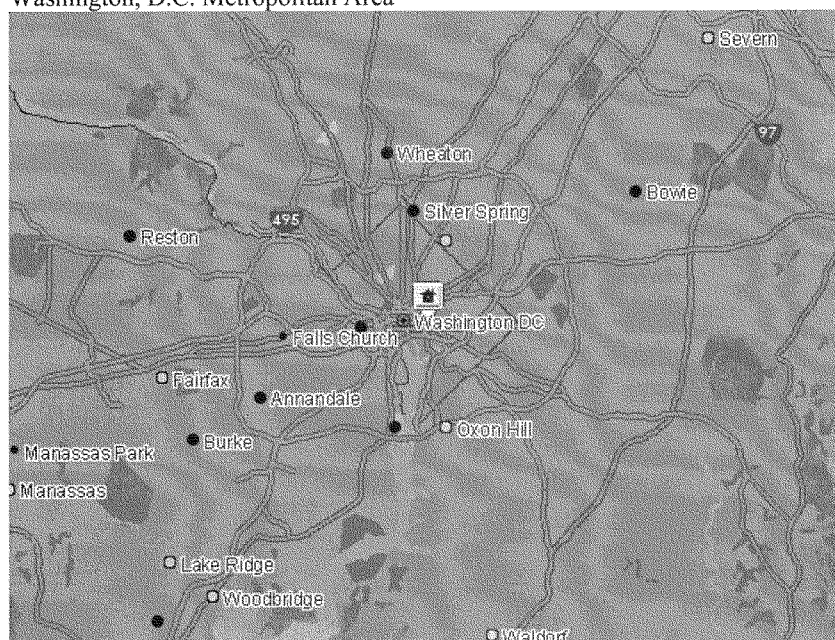 Washington, D.C. Metropolitan Area
Severn
97
Wheaton
Bowie
Silver Spring
495
Reston
Washington DC
Falls Church
Fairfax
Annandale
Oxon Hill
Burke
Manassas Park
Manassas
Lake Ridge
Woodbridge
Waldorf